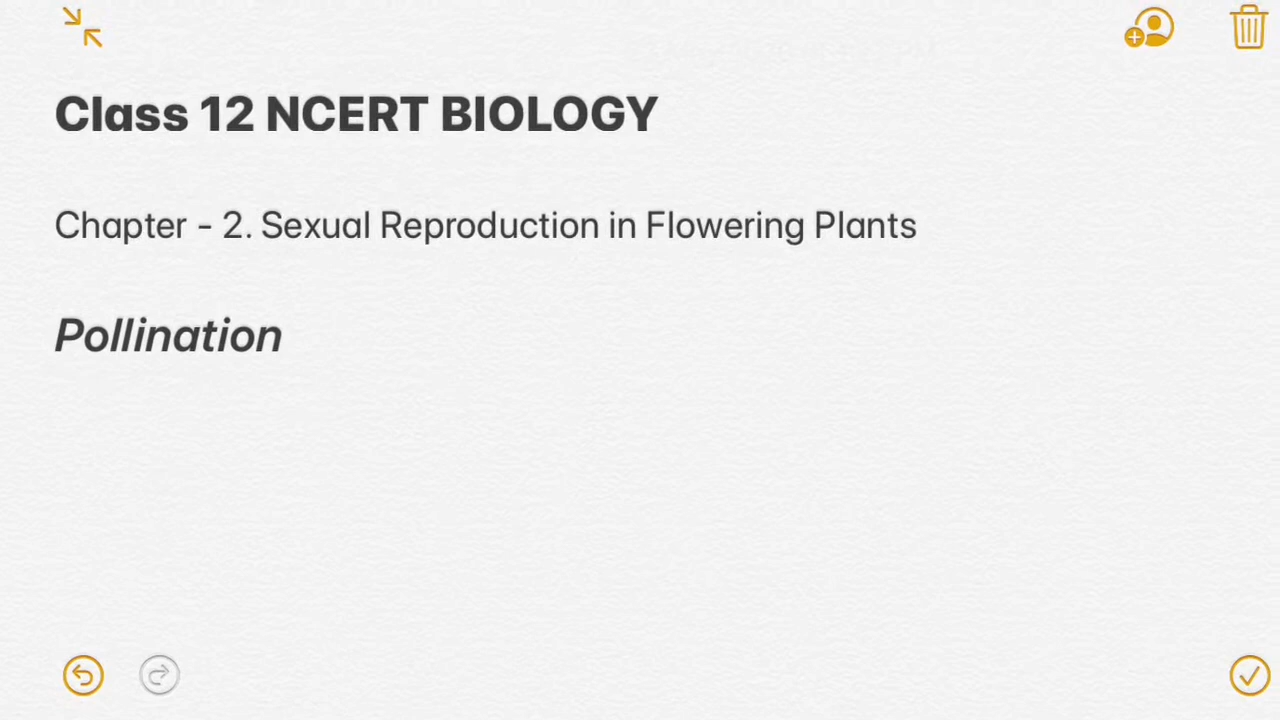 Class 12 NCERT BIOLOGY
Chapter - 2. Sexual Reproduction in Flowering Plants
Pollination